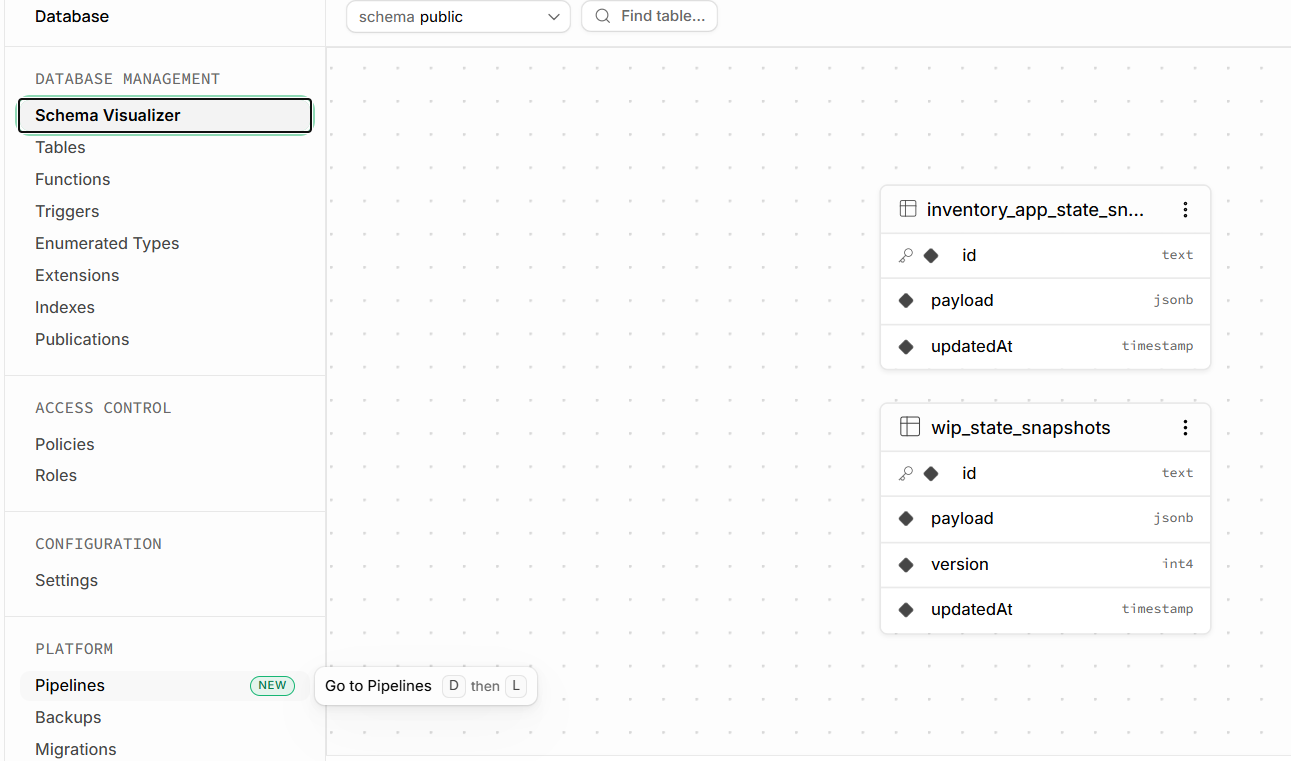 Database
schema public
Find table...
DATABASE MANAGEMENT
Schema Visualizer
Tables
Functions
Triggers
Enumerated Types
Extensions
Indexes
Publications
ACCESS CONTROL
Policies
Roles
CONFIGURATION
Settings
PLATFORM
Pipelines NEW
Go to Pipelines D then L
Backups
Migrations
inventory_app_state_sn...
id text
payload jsonb
updatedAt timestamp
wip_state_snapshots
id text
payload jsonb
version int4
updatedAt timestamp